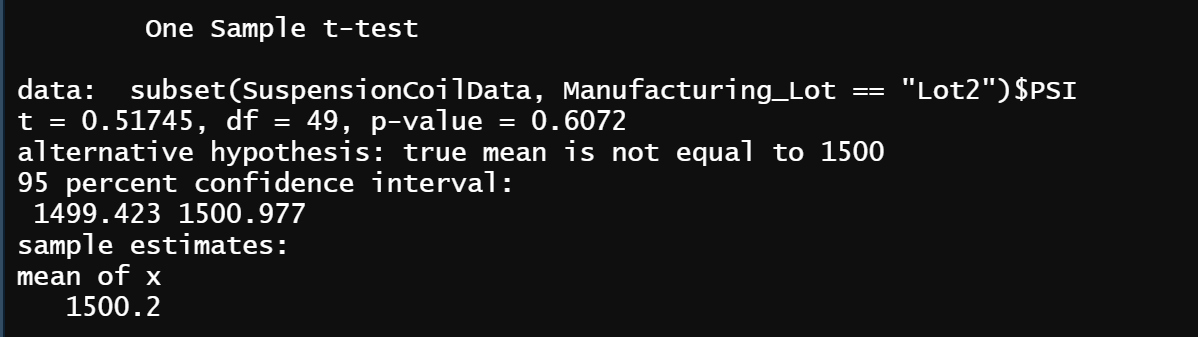 One Sample t-test
data:  subset(SuspensionCoilData, Manufacturing_Lot == "Lot2")$PSI
t = 0.51745, df = 49, p-value = 0.6072
alternative hypothesis: true mean is not equal to 1500
95 percent confidence interval:
1499.423 1500.977
sample estimates:
mean of x
1500.2